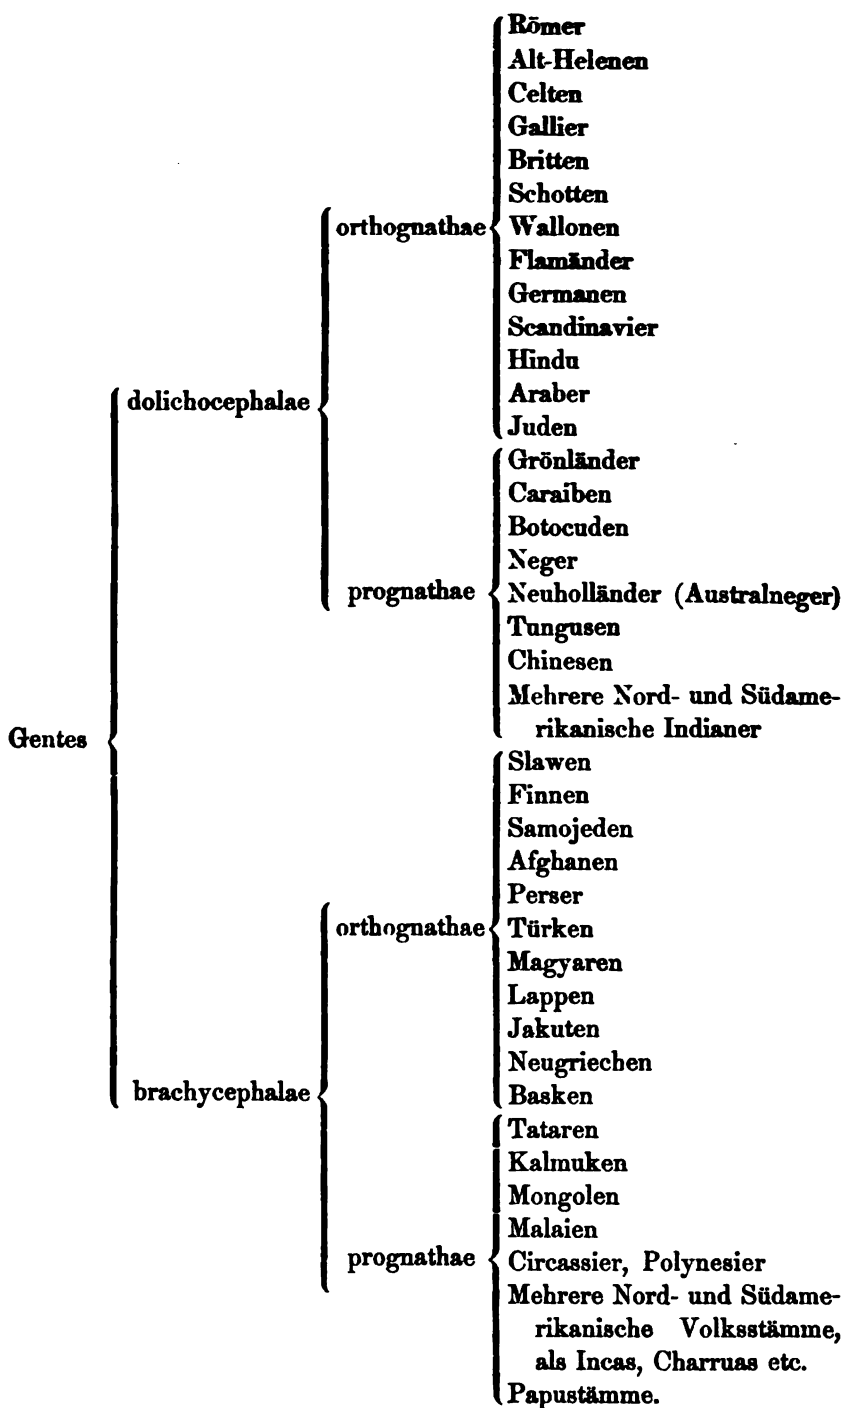 Römer
Alt-Helenen
Celten
Gallier
Britten
Schotten
orthognathae Wallonen
Flamänder
Germanen
Scandinavier
Hindu
Araber
dolichocephalae
Juden
Grönländer
Caraiben
Botocuden
Neger
prognathae Neuholländer (Australneger)
Tungusen
Chinesen
Mehrere Nord- und Südame-
rikanische Indianer
Gentes
Slawen
Finnen
Samojeden
Afghanen
Perser
orthognathae Türken
Magyaren
Lappen
Jakuten
Neugriechen
brachycephalae Basken
Tataren
Kalmuken
Mongolen
Malaien
prognathae Circassier, Polynesier
Mehrere Nord- und Südame-
rikanische Volksstämme,
als Incas, Charruas etc.
Papustämme.